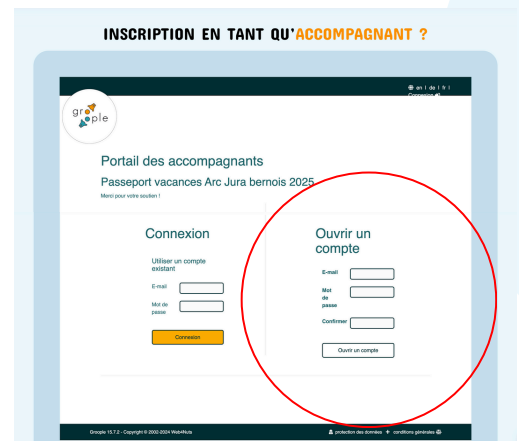 INSCRIPTION EN TANT QU'ACCOMPAGNANT ?
en | de | fr |
Connexion
groople
Portail des accompagnants
Passeport vacances Arc Jura bernois 2025
Merci pour votre soutien !
Connexion
Utiliser un compte
existant
E-mail
Mot de
passe
Connexion
Ouvrir un
compte
E-mail
Mot
de
passe
Confirmer
Ouvrir un compte
Groople 15.7.2 - Copyright © 2002-2024 Web4Nuts
protection des données
conditions générales